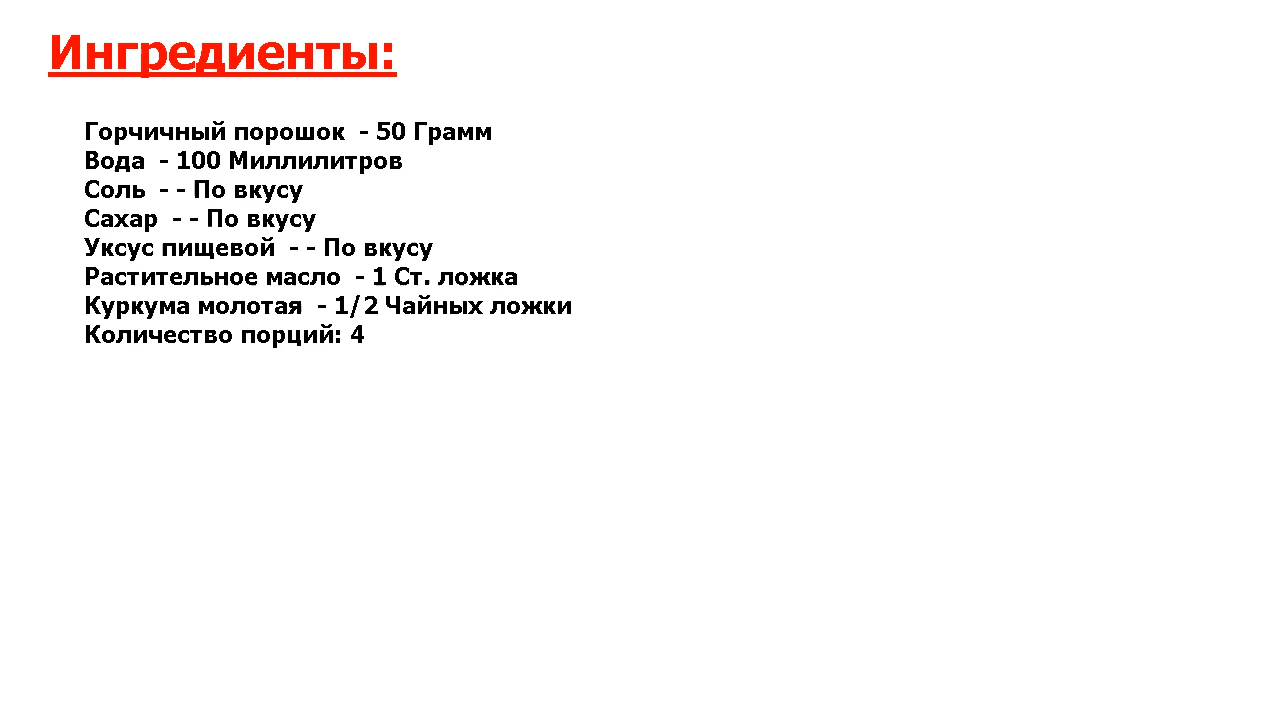 Ингредиенты:
Горчичный порошок  - 50 Грамм
Вода  - 100 Миллилитров
Соль  - - По вкусу
Сахар  - - По вкусу
Уксус пищевой  - - По вкусу
Растительное масло  - 1 Ст. ложка
Куркума молотая  - 1/2 Чайных ложки
Количество порций: 4